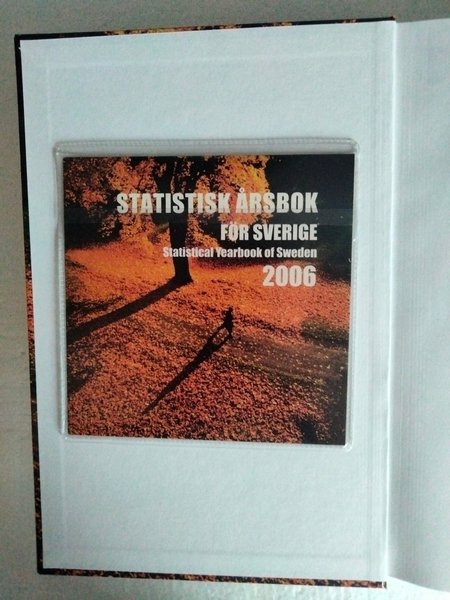 STATISTISK ÅRSBOK
FÖR SVERIGE
Statistical Yearbook of Sweden
2006